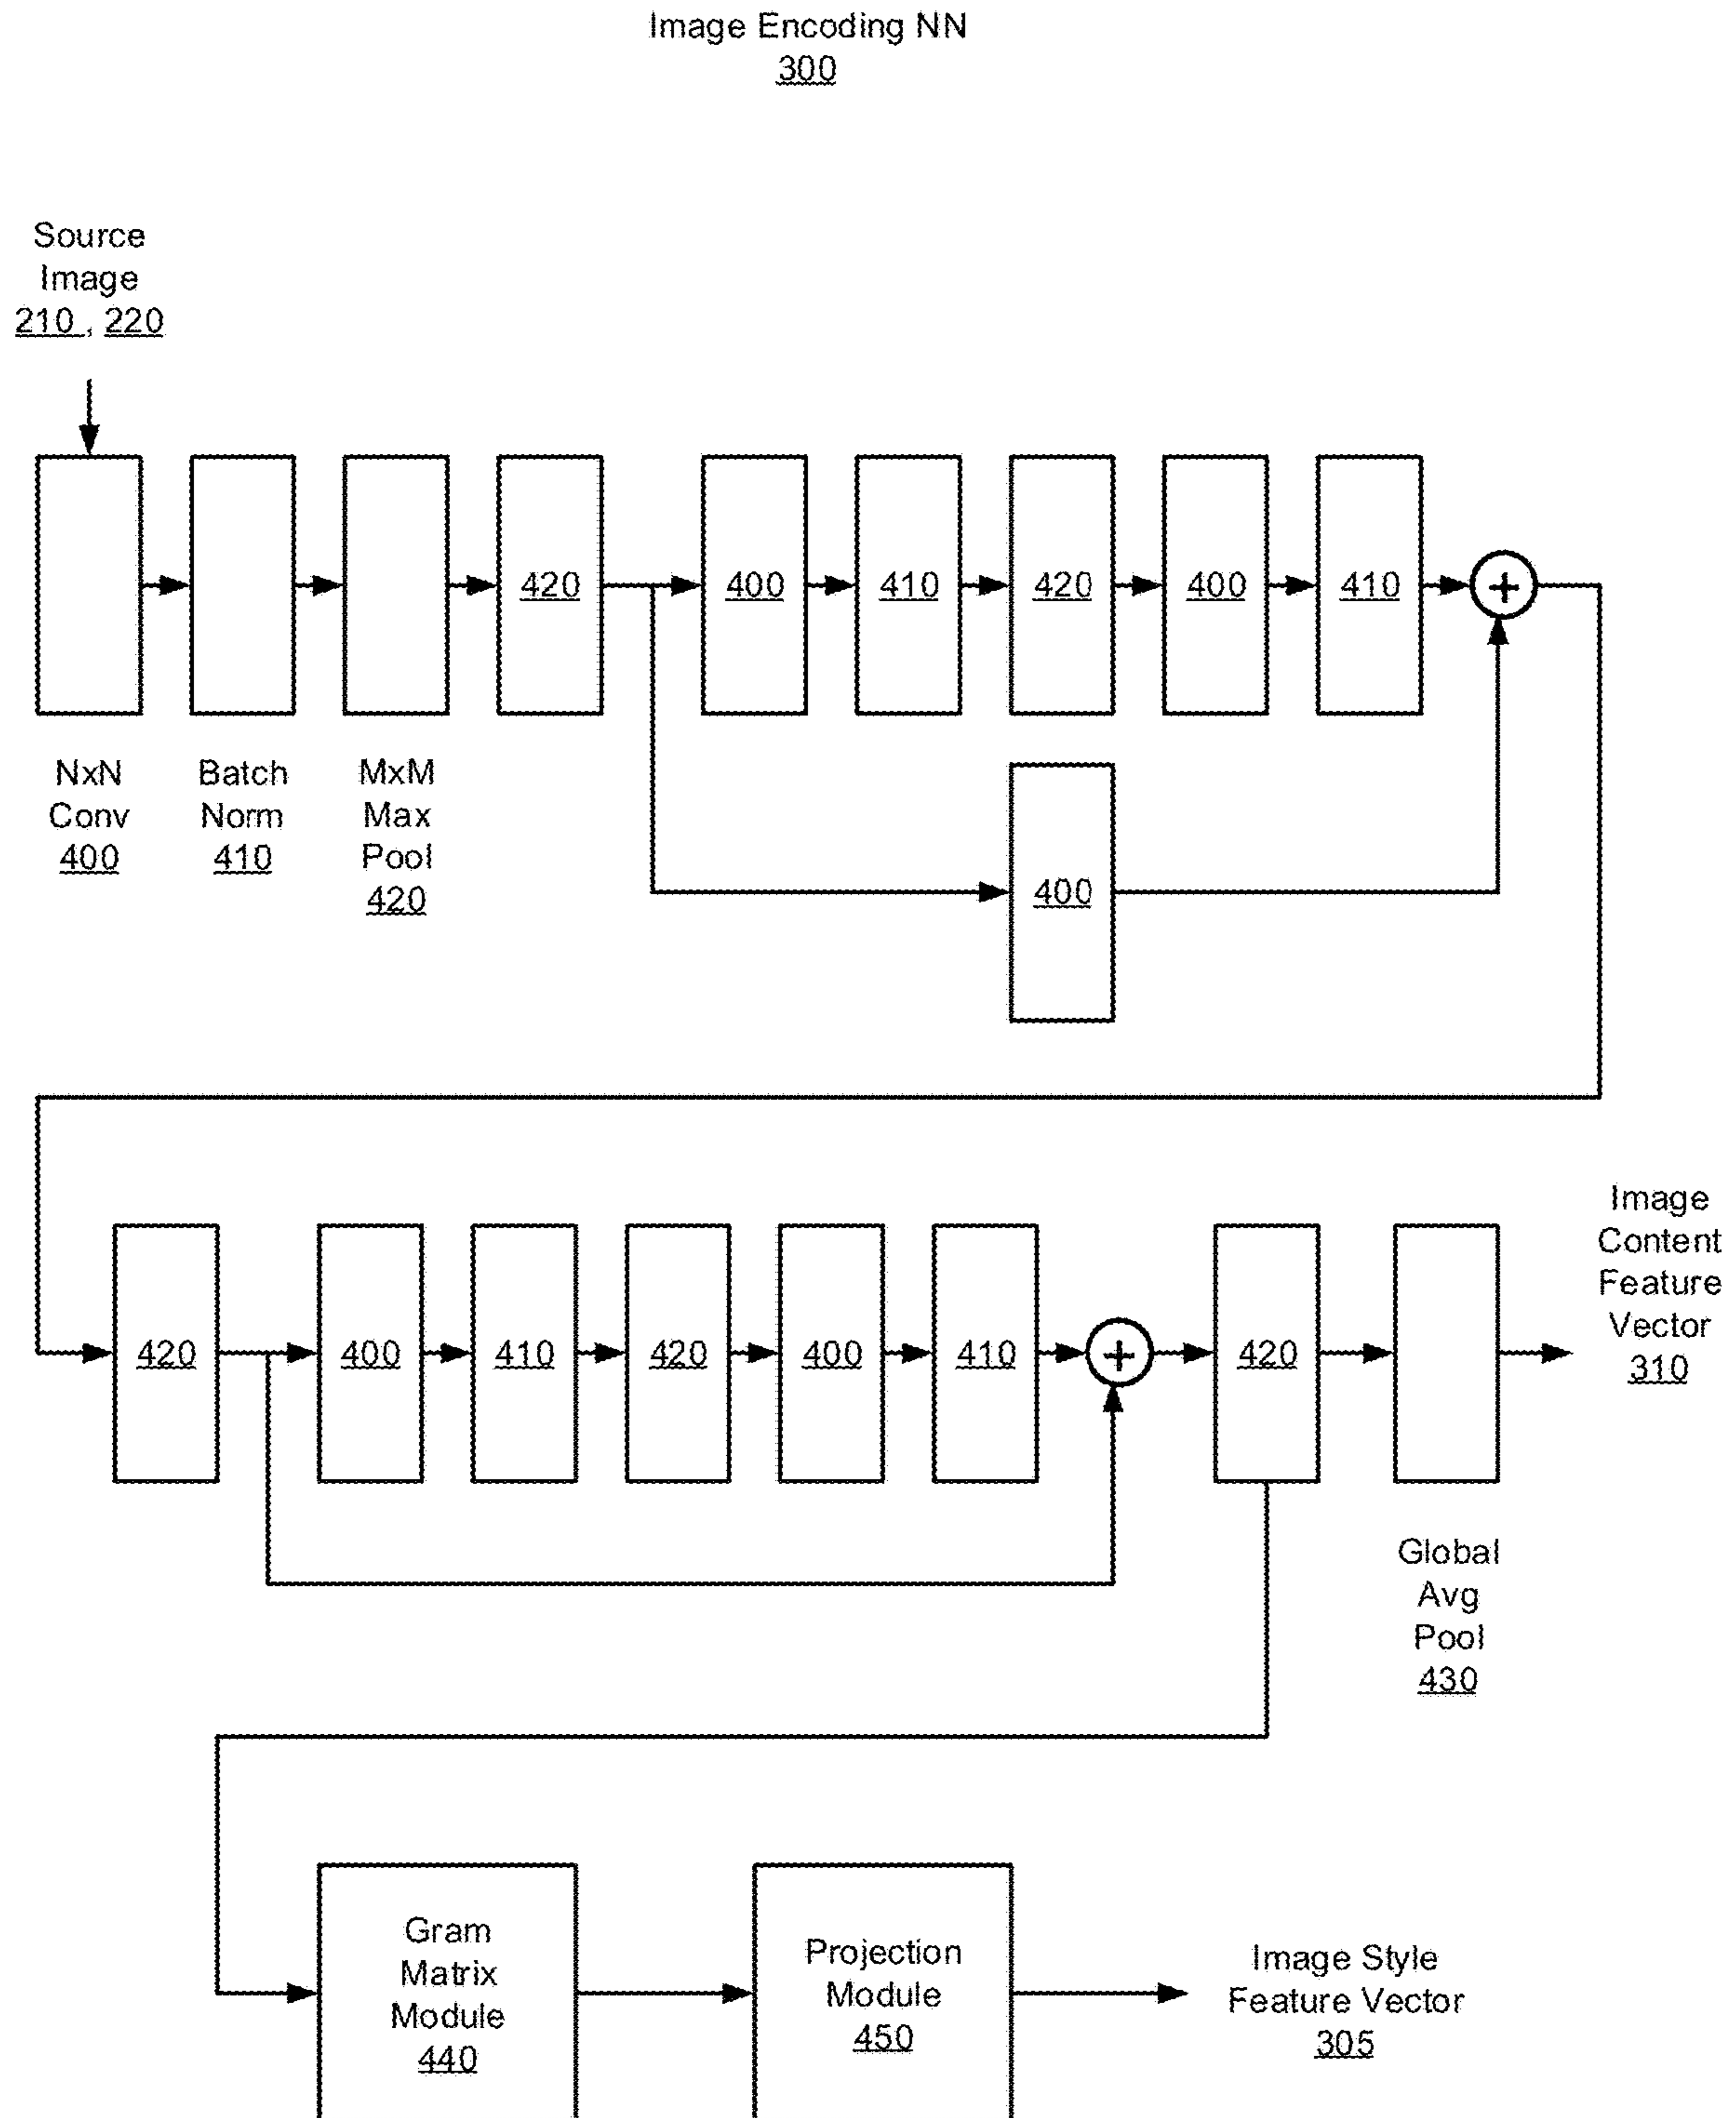 Image Encoding NN
300
Source
Image
210 , 220
420
400
410
420
400
410
+
NxN
Conv
400
Batch
Norm
410
MxM
Max
Pool
420
400
420
400
410
420
400
410
+
420
Image
Content
Feature
Vector
310
Global
Avg
Pool
430
Gram
Matrix
Module
440
Projection
Module
450
Image Style
Feature Vector
305